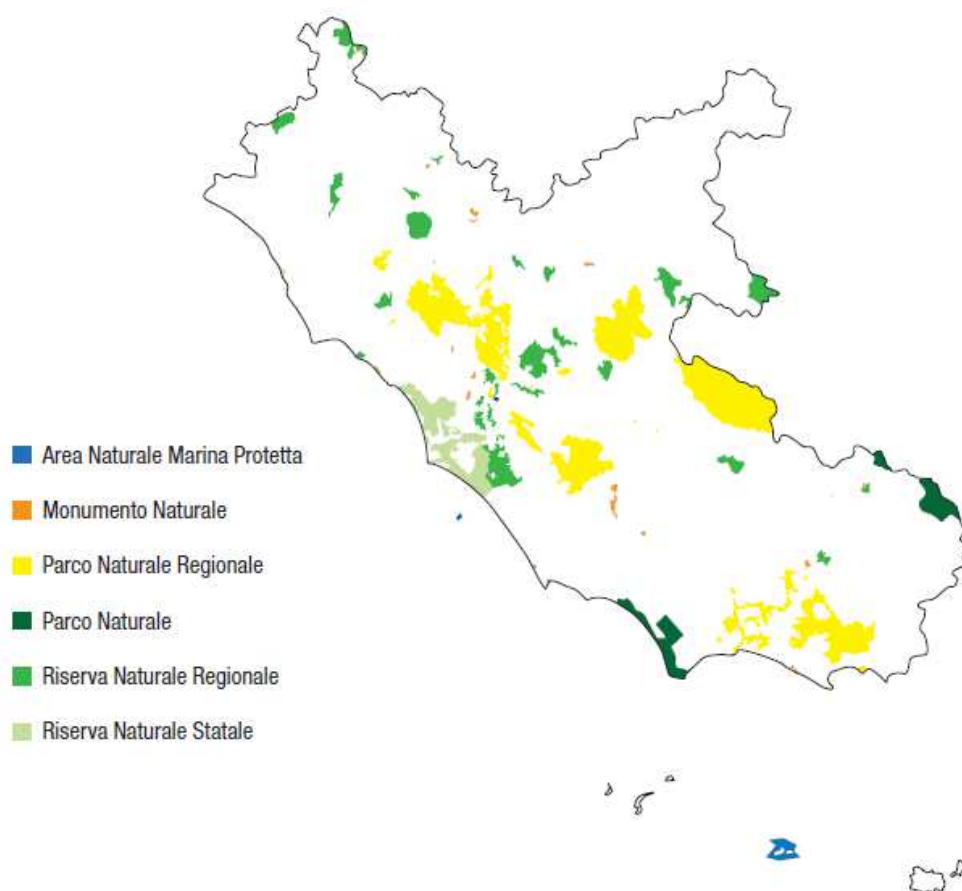 Area Naturale Marina Protetta
Monumento Naturale
Parco Naturale Regionale
Parco Naturale
Riserva Naturale Regionale
Riserva Naturale Statale